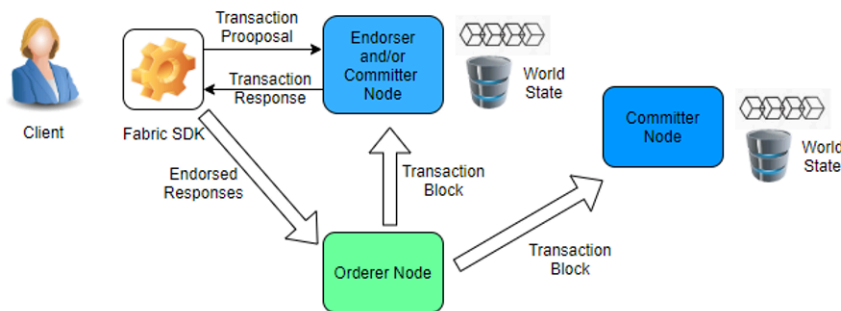 Transaction
Prooposal
Transaction
Response
Endorser
and/or
Committer
Node
World
State
Client
Fabric SDK
Committer
Node
World
State
Endorsed
Responses
Transaction
Block
Transaction
Block
Orderer Node